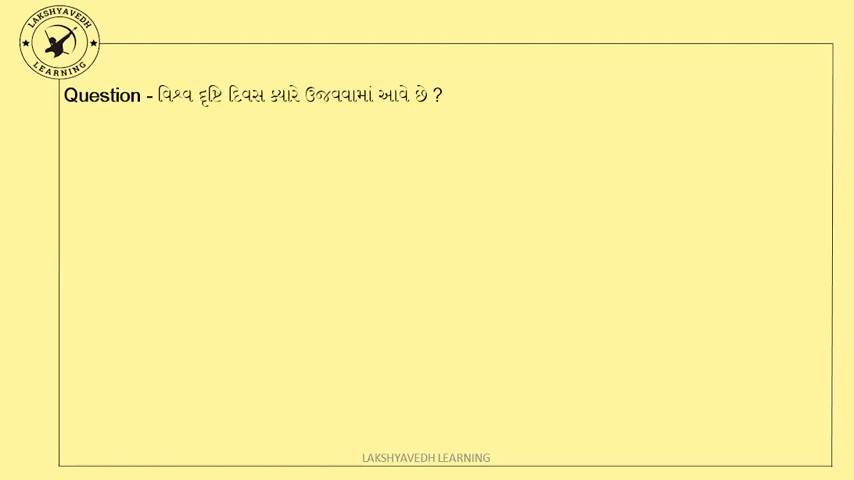 LAKSHYAVEDH
LEARNING
Question - વિશ્વ દૃષ્ટિ દિવસ ક્યારે ઉજવવામાં આવે છે ?
LAKSHYAVEDH LEARNING